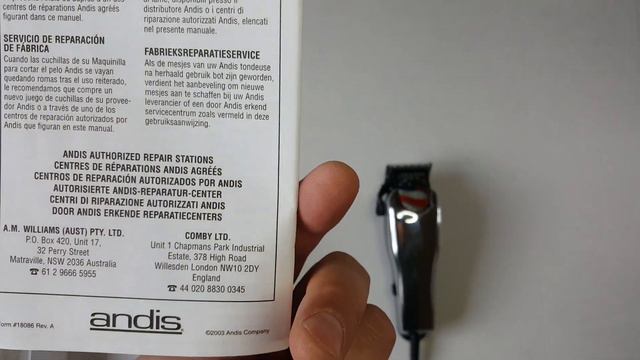 centres de réparations Andis agréés
figurant dans ce manuel.
SERVICIO DE REPARACIÓN
DE FÁBRICA
Cuando las cuchillas de su Maquinilla
para cortar el pelo Andis se vayan
quedando romas tras el uso reiterado,
le recomendamos que compre un
nuevo juego de cuchillas de su provee-
dor Andis o a través de uno de los
centros de reparación autorizados por
Andis que figuran en este manual.
distributore Andis o i centri di
riparazione autorizzati Andis, elencati
nel presente manuale.
FABRIEKSREPARATIESERVICE
Als de mesjes van uw Andis tondeuse
na herhaald gebruik bot zijn geworden,
verdient het aanbeveling om nieuwe
mesjes aan te schaffen bij uw Andis
leverancier of een door Andis erkend
servicecentrum zoals vermeld in deze
gebruiksaanwijzing.
ANDIS AUTHORIZED REPAIR STATIONS
CENTRES DE RÉPARATIONS ANDIS AGRÉÉS
CENTROS DE REPARACIÓN AUTORIZADOS POR ANDIS
AUTORISIERTE ANDIS-REPARATUR-CENTER
CENTRI DI RIPARAZIONE AUTORIZZATI ANDIS
DOOR ANDIS ERKENDE REPARATIECENTERS
A.M. WILLIAMS (AUST) PTY. LTD.
P.O. Box 420, Unit 17,
32 Perry Street
Matraville, NSW 2036 Australia
☎ 61 2 9666 5955
COMBY LTD.
Unit 1 Chapmans Park Industrial
Estate, 378 High Road
Willesden London NW10 2DY
England
☎ 44 020 8830 0345
#18086 Rev. A
andis
©2003 Andis Company